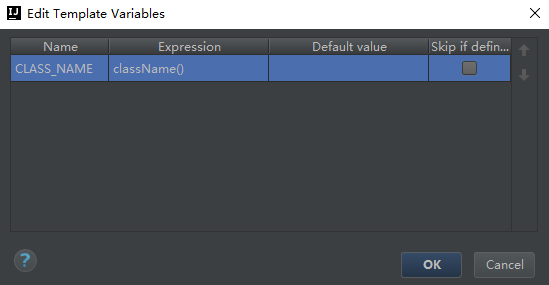 IJ Edit Template Variables
Name Expression Default value Skip if defin...
CLASS_NAME className()
?
OK Cancel